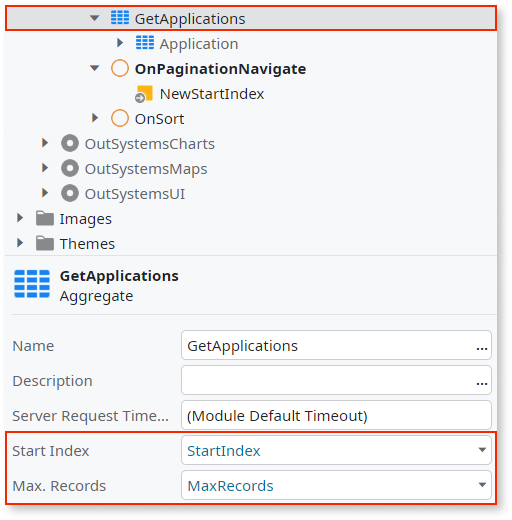 GetApplications
Application
OnPaginationNavigate
NewStartIndex
OnSort
OutSystemsCharts
OutSystemsMaps
OutSystemsUI
Images
Themes
GetApplications
Aggregate
Name GetApplications ...
Description ...
Server Request Time... (Module Default Timeout)
Start Index StartIndex
Max. Records MaxRecords